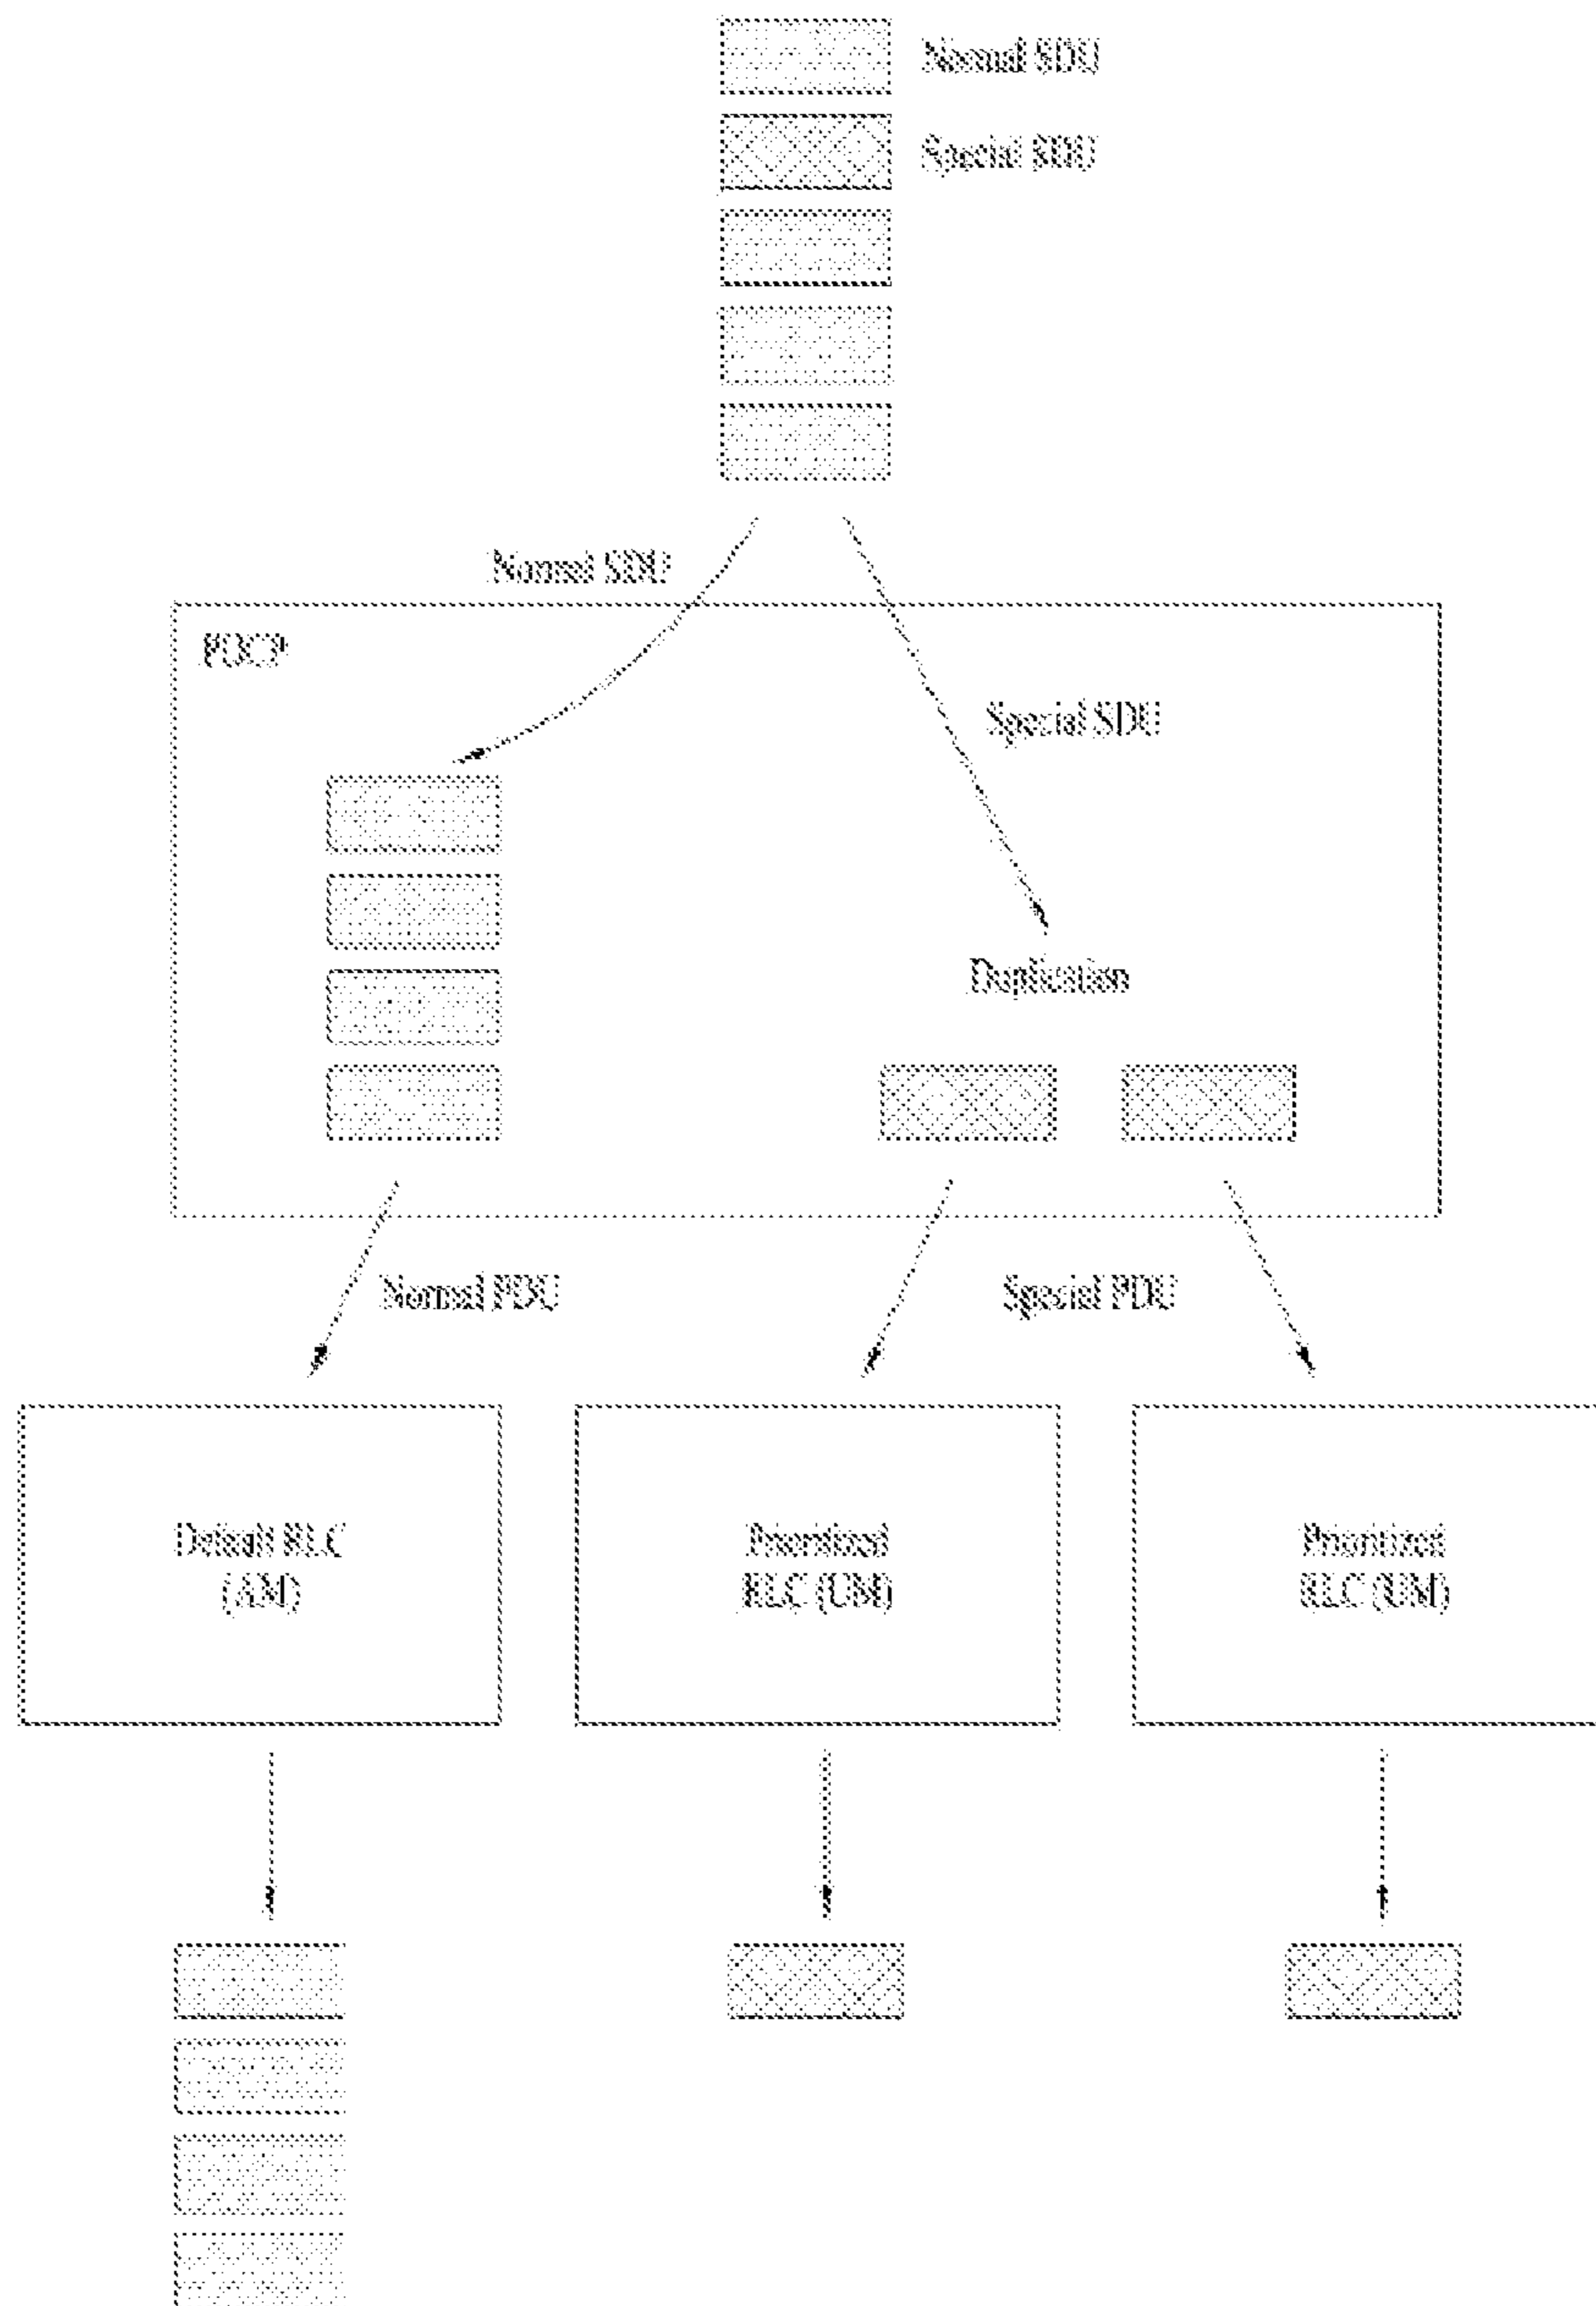 Normal SDU
Special SDU
Normal SDU
PDCP
Special SDU
Duplication
Normal PDU
Special PDU
Default RLC
(AM)
Prioritized
RLC (UM)
Prioritized
RLC (UM)